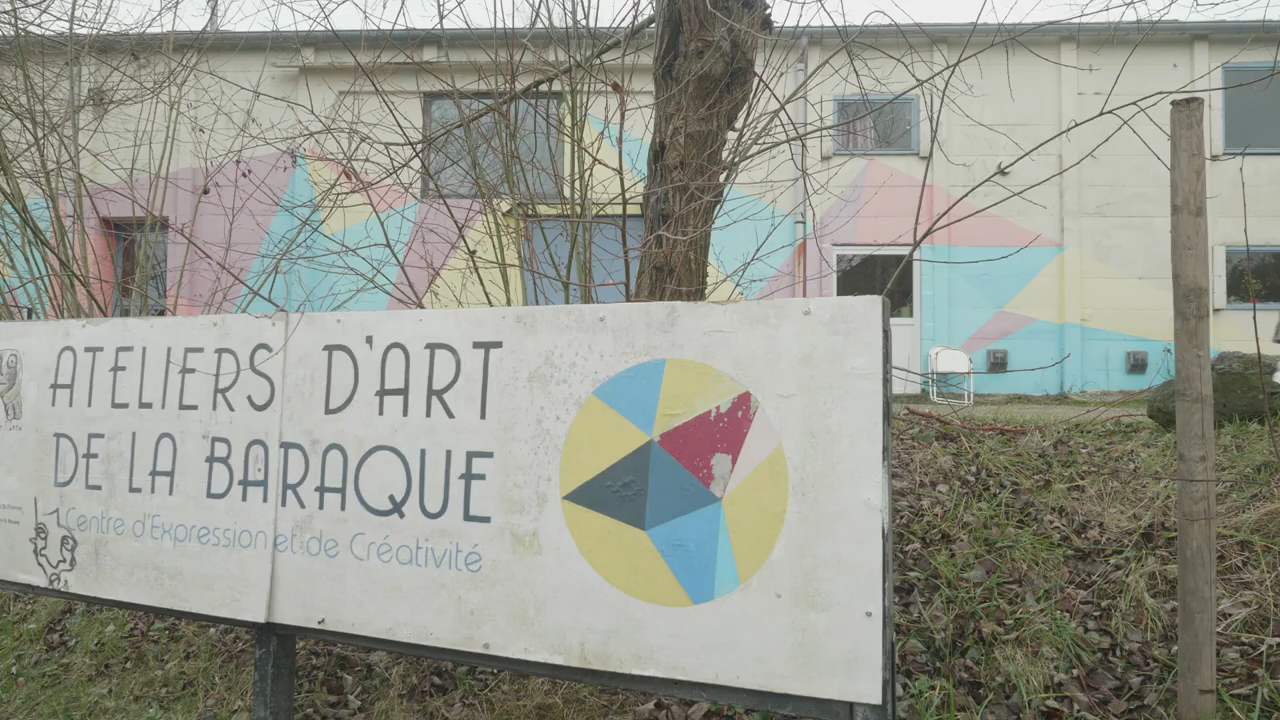 ATELIERS D'ART
DE LA BARAQUE
Centre d'Expression et de Créativité